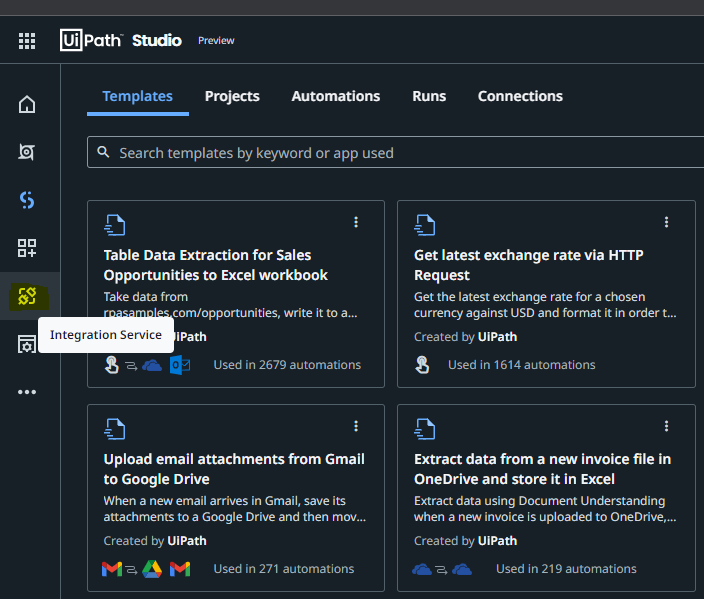 UiPath Studio Preview
Templates Projects Automations Runs Connections
Search templates by keyword or app used
Table Data Extraction for Sales
Opportunities to Excel workbook
Take data from
rpasamples.com/opportunities, write it to a...
UiPath
Used in 2679 automations
Get latest exchange rate via HTTP
Request
Get the latest exchange rate for a chosen
currency against USD and format it in order t...
Created by UiPath
Used in 1614 automations
Integration Service
Upload email attachments from Gmail
to Google Drive
When a new email arrives in Gmail, save its
attachments to a Google Drive and then mov...
Created by UiPath
Used in 271 automations
Extract data from a new invoice file in
OneDrive and store it in Excel
Extract data using Document Understanding
when a new invoice is uploaded to OneDrive,...
Created by UiPath
Used in 219 automations